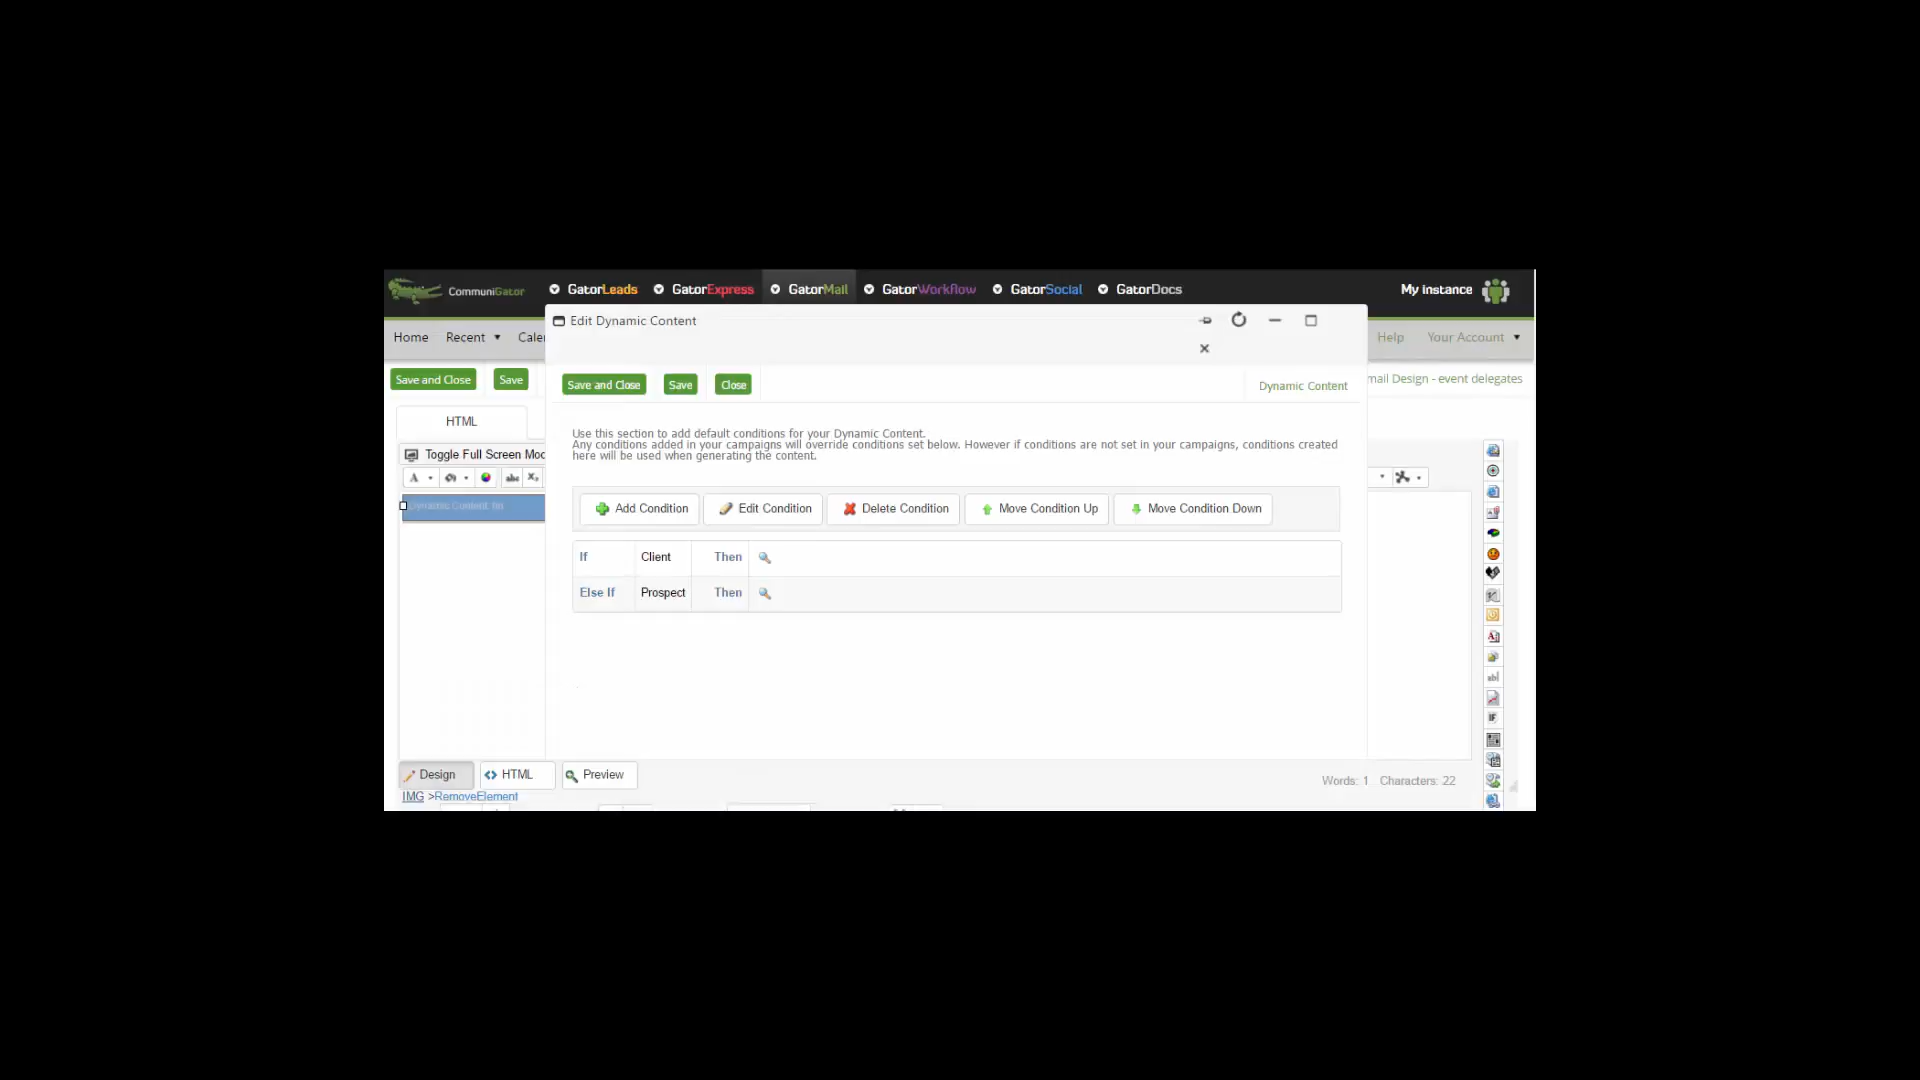 CommuniGator GatorLeads GatorExpress GatorMail GatorWorkflow GatorSocial GatorDocs My instance
Edit Dynamic Content
Home Recent Help Your Account
Save and Close Save
Save and Close Save Close Dynamic Content
mail Design - event delegates
HTML
Toggle Full Screen
Use this section to add default conditions for your Dynamic Content.
Any conditions added in your campaigns will override conditions set below. However if conditions are not set in your campaigns, conditions created
here will be used when generating the content.
Add Condition Edit Condition Delete Condition Move Condition Up Move Condition Down
Dynamic Content
If Client Then
Else If Prospect Then
Design HTML Preview
Words: 1 Characters: 22
IMG >RemoveElement